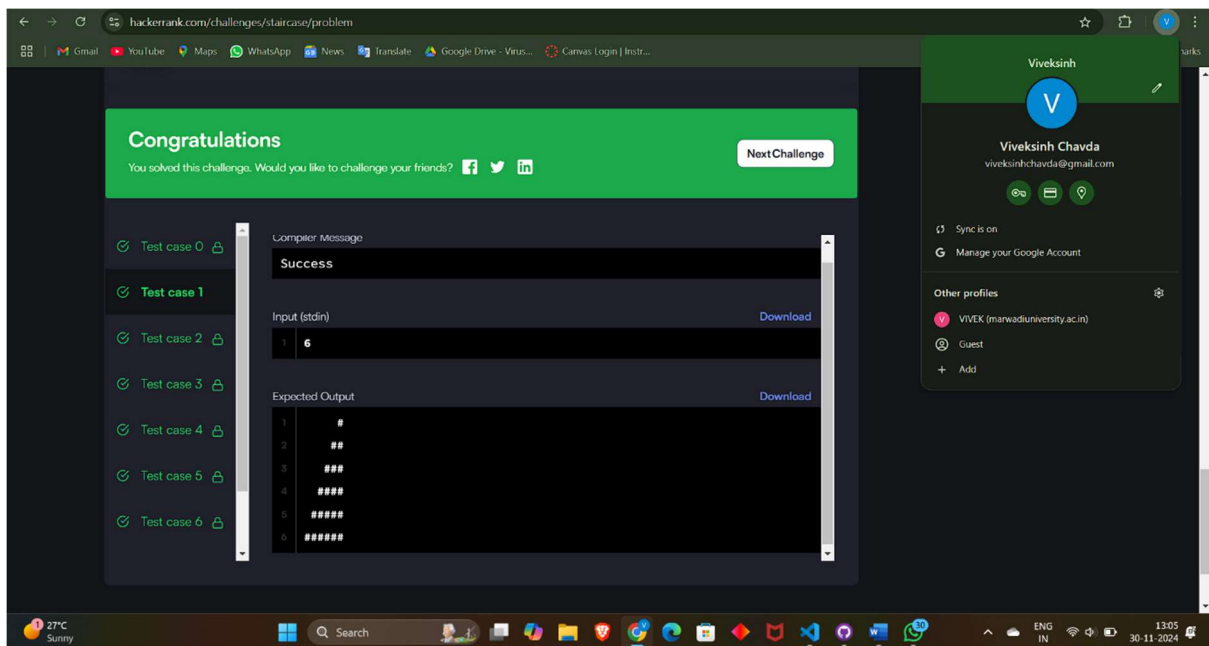 hackerrank.com/challenges/staircase/problem
V
Gmail YouTube Maps WhatsApp News Translate Google Drive - Virus... Canvas Login | Instr...
arks
Viveksinh
V
Viveksinh Chavda
viveksinhchavda@gmail.com
Sync is on
G Manage your Google Account
Other profiles
V VIVEK (marwadiuniversity.ac.in)
Guest
+ Add
Congratulations
You solved this challenge. Would you like to challenge your friends?
Next Challenge
Test case 0
Test case 1
Test case 2
Test case 3
Test case 4
Test case 5
Test case 6
Compiler Message
Success
Input (stdin) Download
1 6
Expected Output Download
1      #
2     ##
3    ###
4   ####
5  #####
6 ######
1 27°C
Sunny
Search
30
ENG
IN
13:05
30-11-2024